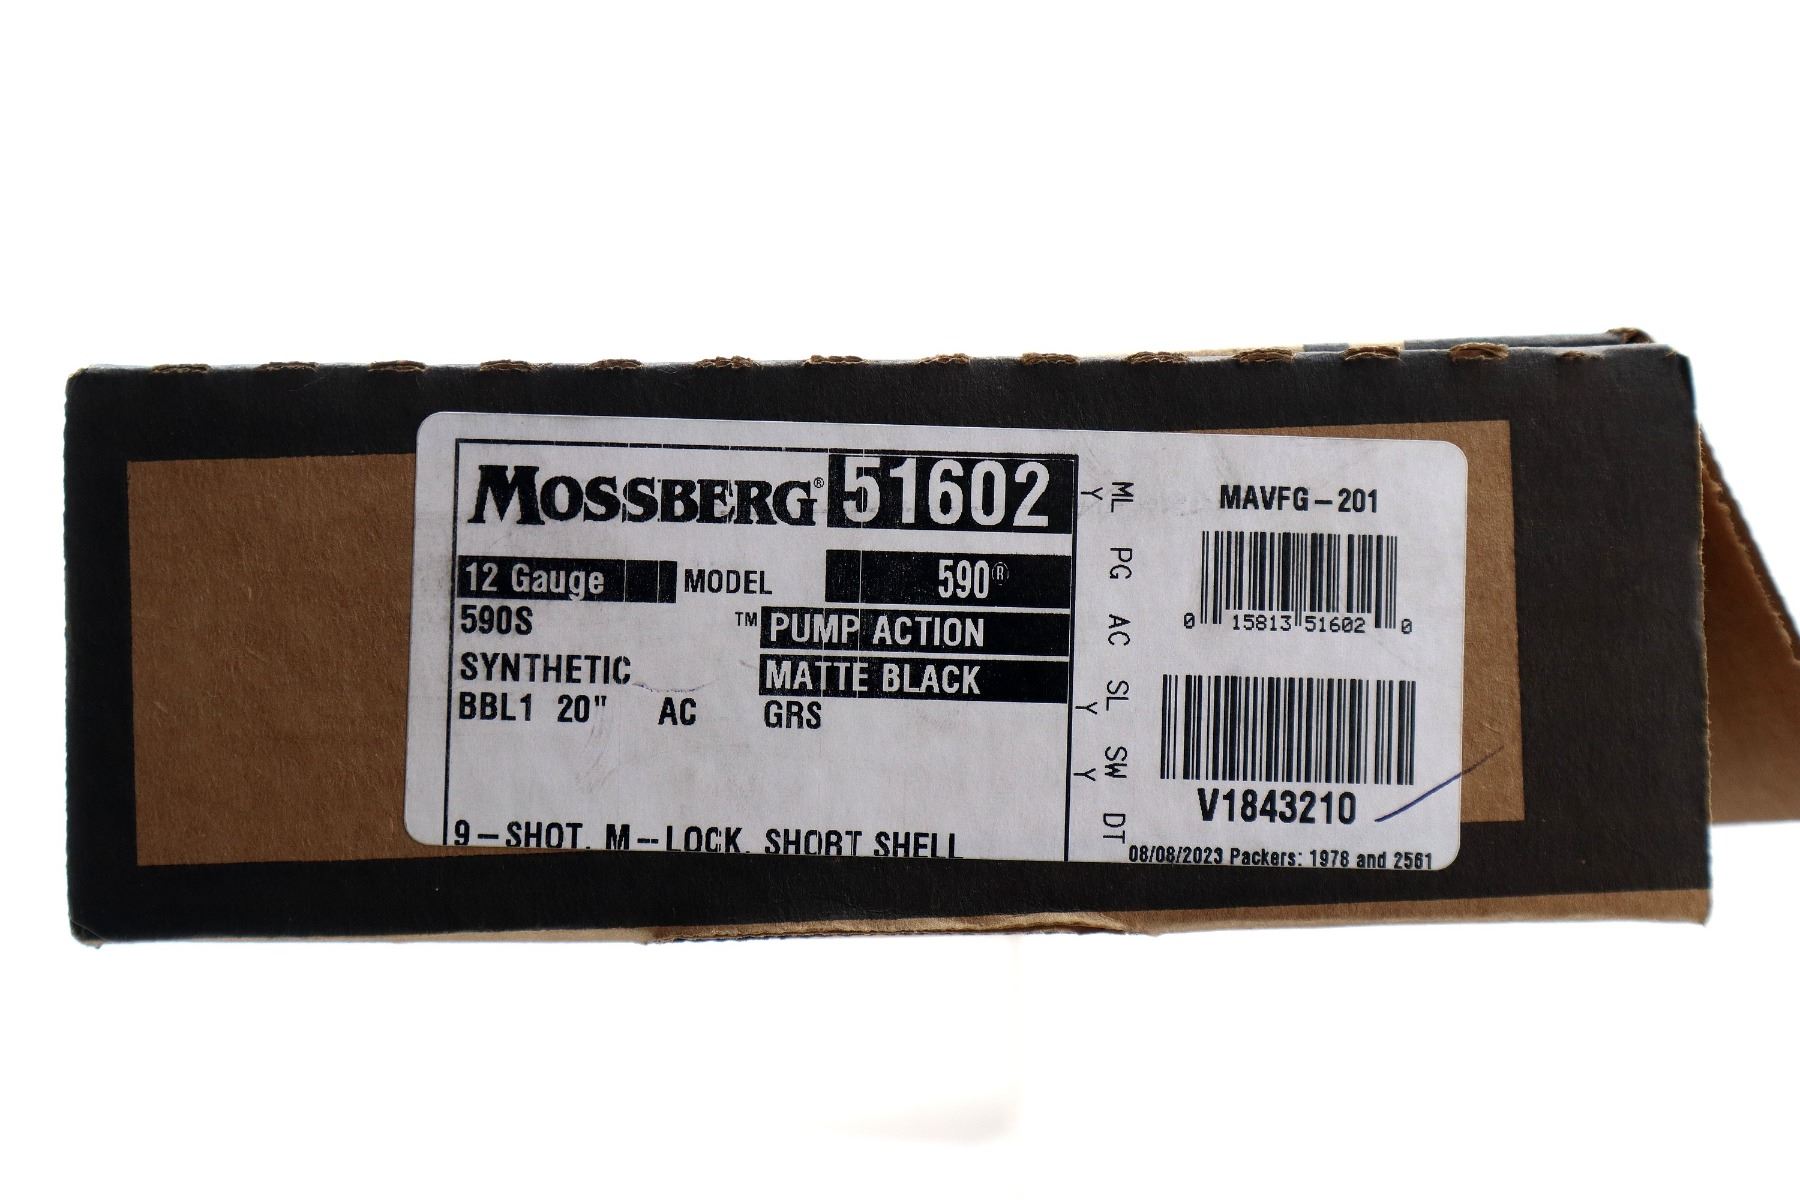 MOSSBERG® 51602
12 Gauge MODEL 590®
590S ™ PUMP ACTION
SYNTHETIC MATTE BLACK
BBL1 20" AC GRS
9-SHOT, M-LOCK, SHORT SHELL
ML PG AC SL SW DT
Y Y Y
MAVFG-201
0 15813 51602 0
V1843210
08/08/2023 Packers: 1978 and 2561